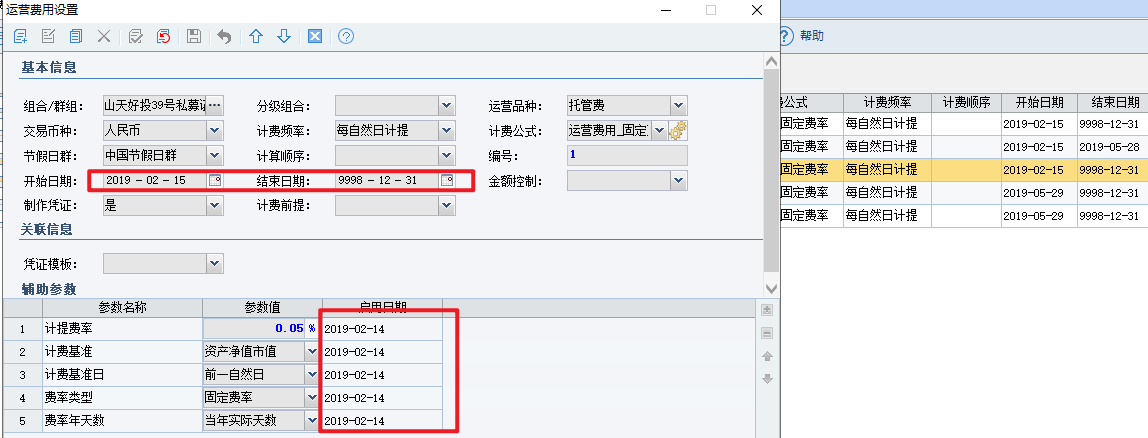 运营费用设置
帮助
基本信息
组合/群组: 山天好投39号私募 ••• 分级组合: 运营品种: 托管费
交易币种: 人民币 计费频率: 每自然日计提 计费公式: 运营费用_固定
节假日群: 中国节假日群 计算顺序: 编号: 1
开始日期: 2019 - 02 - 15 结束日期: 9998 - 12 - 31 金额控制:
制作凭证: 是 计费前提:
关联信息
凭证模板:
辅助参数
参数名称 参数值 启用日期
1 计提费率 0.05 % 2019-02-14
2 计费基准 资产净值市值 2019-02-14
3 计费基准日 前一自然日 2019-02-14
4 费率类型 固定费率 2019-02-14
5 费率年天数 当年实际天数 2019-02-14
公式 计费频率 计费顺序 开始日期 结束日期
固定费率 每自然日计提 2019-02-15 9998-12-31
固定费率 每自然日计提 2019-02-15 2019-05-28
固定费率 每自然日计提 2019-02-15 9998-12-31
固定费率 每自然日计提 2019-05-29 9998-12-31
固定费率 每自然日计提 2019-05-29 9998-12-31